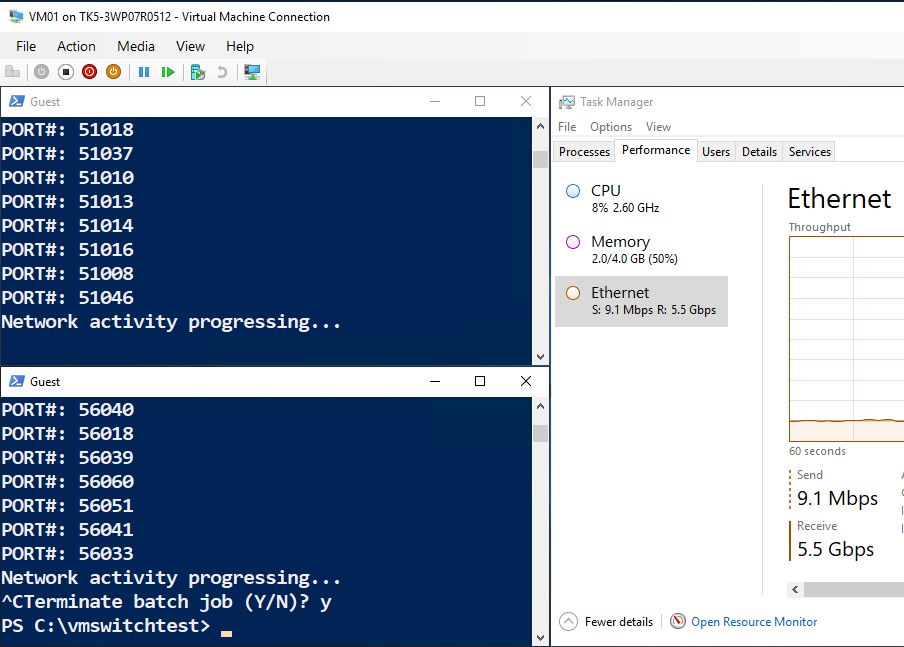 VM01 on TK5-3WP07R0512 - Virtual Machine Connection
File Action Media View Help
Guest
PORT#: 51018
PORT#: 51037
PORT#: 51010
PORT#: 51013
PORT#: 51014
PORT#: 51016
PORT#: 51008
PORT#: 51046
Network activity progressing...
Guest
PORT#: 56040
PORT#: 56018
PORT#: 56039
PORT#: 56060
PORT#: 56051
PORT#: 56041
PORT#: 56033
Network activity progressing...
^CTerminate batch job (Y/N)? y
PS C:\vmswitchtest>
Task Manager
File Options View
Processes Performance Users Details Services
CPU
8% 2.60 GHz
Memory
2.0/4.0 GB (50%)
Ethernet
S: 9.1 Mbps R: 5.5 Gbps
Ethernet
Throughput
60 seconds
Send
9.1 Mbps
Receive
5.5 Gbps
Fewer details Open Resource Monitor